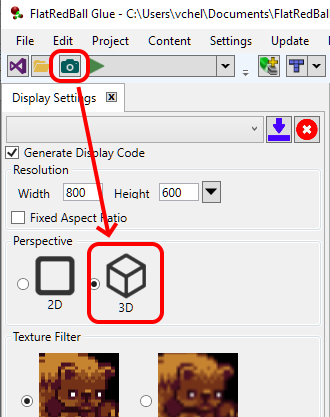 FlatRedBall Glue - C:\Users\vchel\Documents\FlatRedBal
File Edit Project Content Settings Update
Display Settings
Generate Display Code
Resolution
Width 800 Height 600
Fixed Aspect Ratio
Perspective
2D 3D
Texture Filter